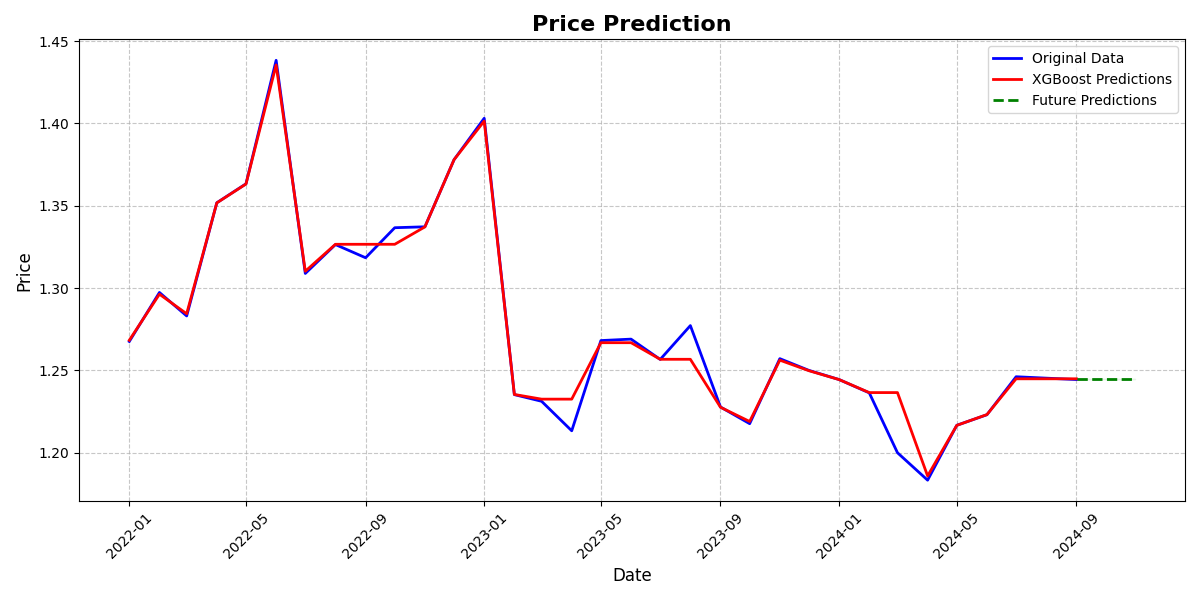 Price Prediction
Original Data
XGBoost Predictions
Future Predictions
Price
1.45
1.40
1.35
1.30
1.25
1.20
2022-01
2022-05
2022-09
2023-01
2023-05
2023-09
2024-01
2024-05
2024-09
Date